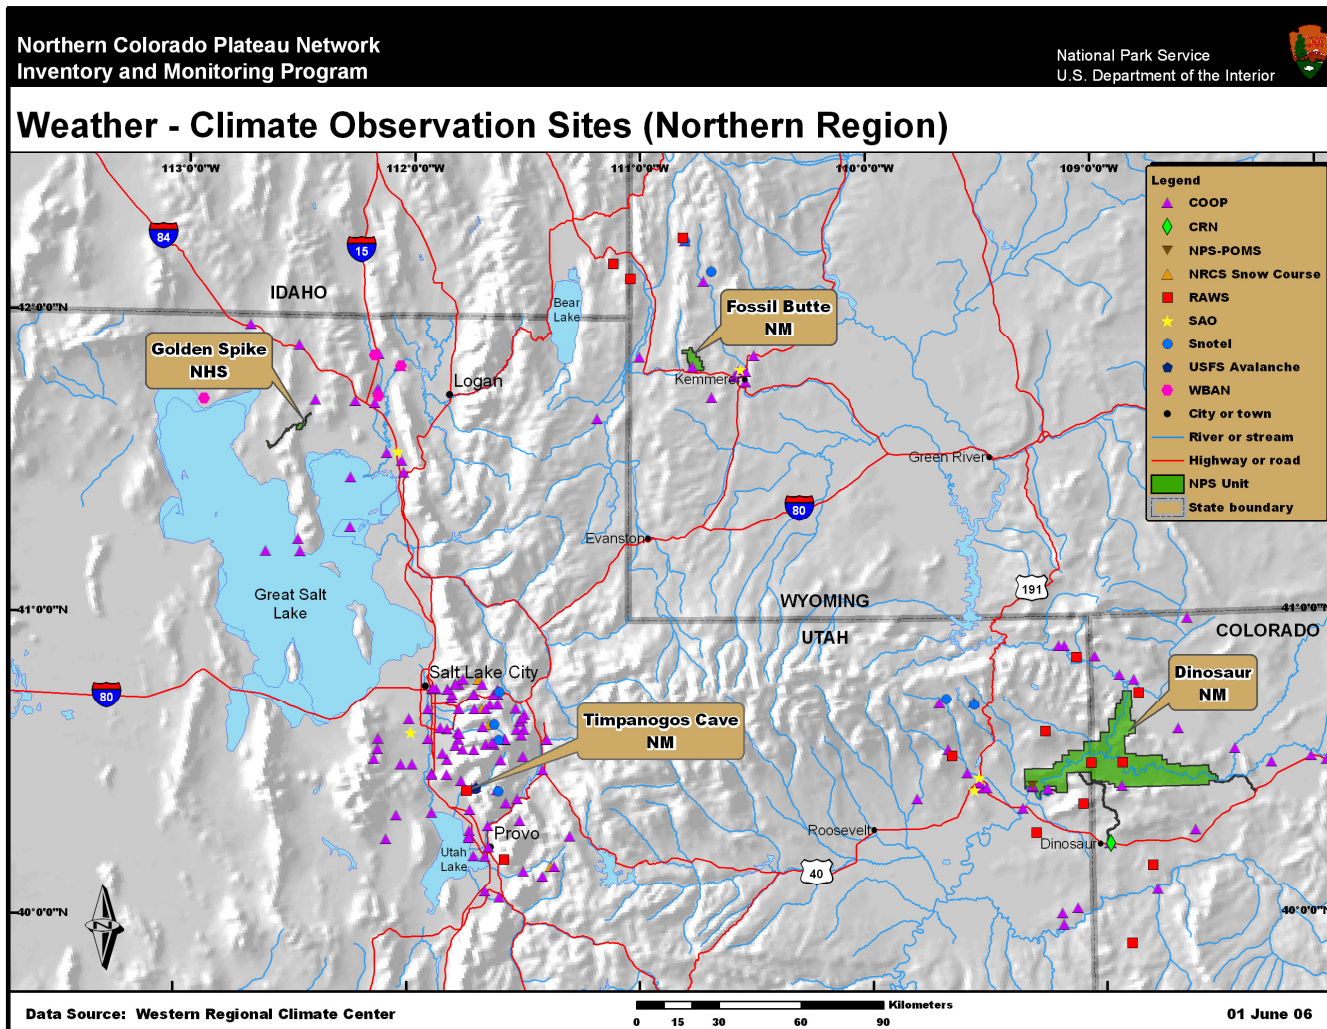 Northern Colorado Plateau Network
Inventory and Monitoring Program
National Park Service
U.S. Department of the Interior
Weather - Climate Observation Sites (Northern Region)
113°0'0"W
112°0'0"W
111°0'0"W
110°0'0"W
109°0'0"W
Legend
COOP
CRN
NPS-POMS
NRCS Snow Course
RAWS
SAO
Snotel
USFS Avalanche
WBAN
City or town
River or stream
Highway or road
NPS Unit
State boundary
84
15
IDAHO
42°0'0"N
Bear
Lake
Fossil Butte
NM
Golden Spike
NHS
Logan
Kemmerer
Green River
80
Evanston
Great Salt
Lake
WYOMING
191
41°0'0"N
41°0'0"N
UTAH
COLORADO
Salt Lake City
80
Dinosaur
NM
Timpanogos Cave
NM
Provo
Roosevelt
Dinosaur
Utah
Lake
40
40°0'0"N
40°0'0"N
N
Data Source: Western Regional Climate Center
Kilometers
0 15 30 60 90
01 June 06